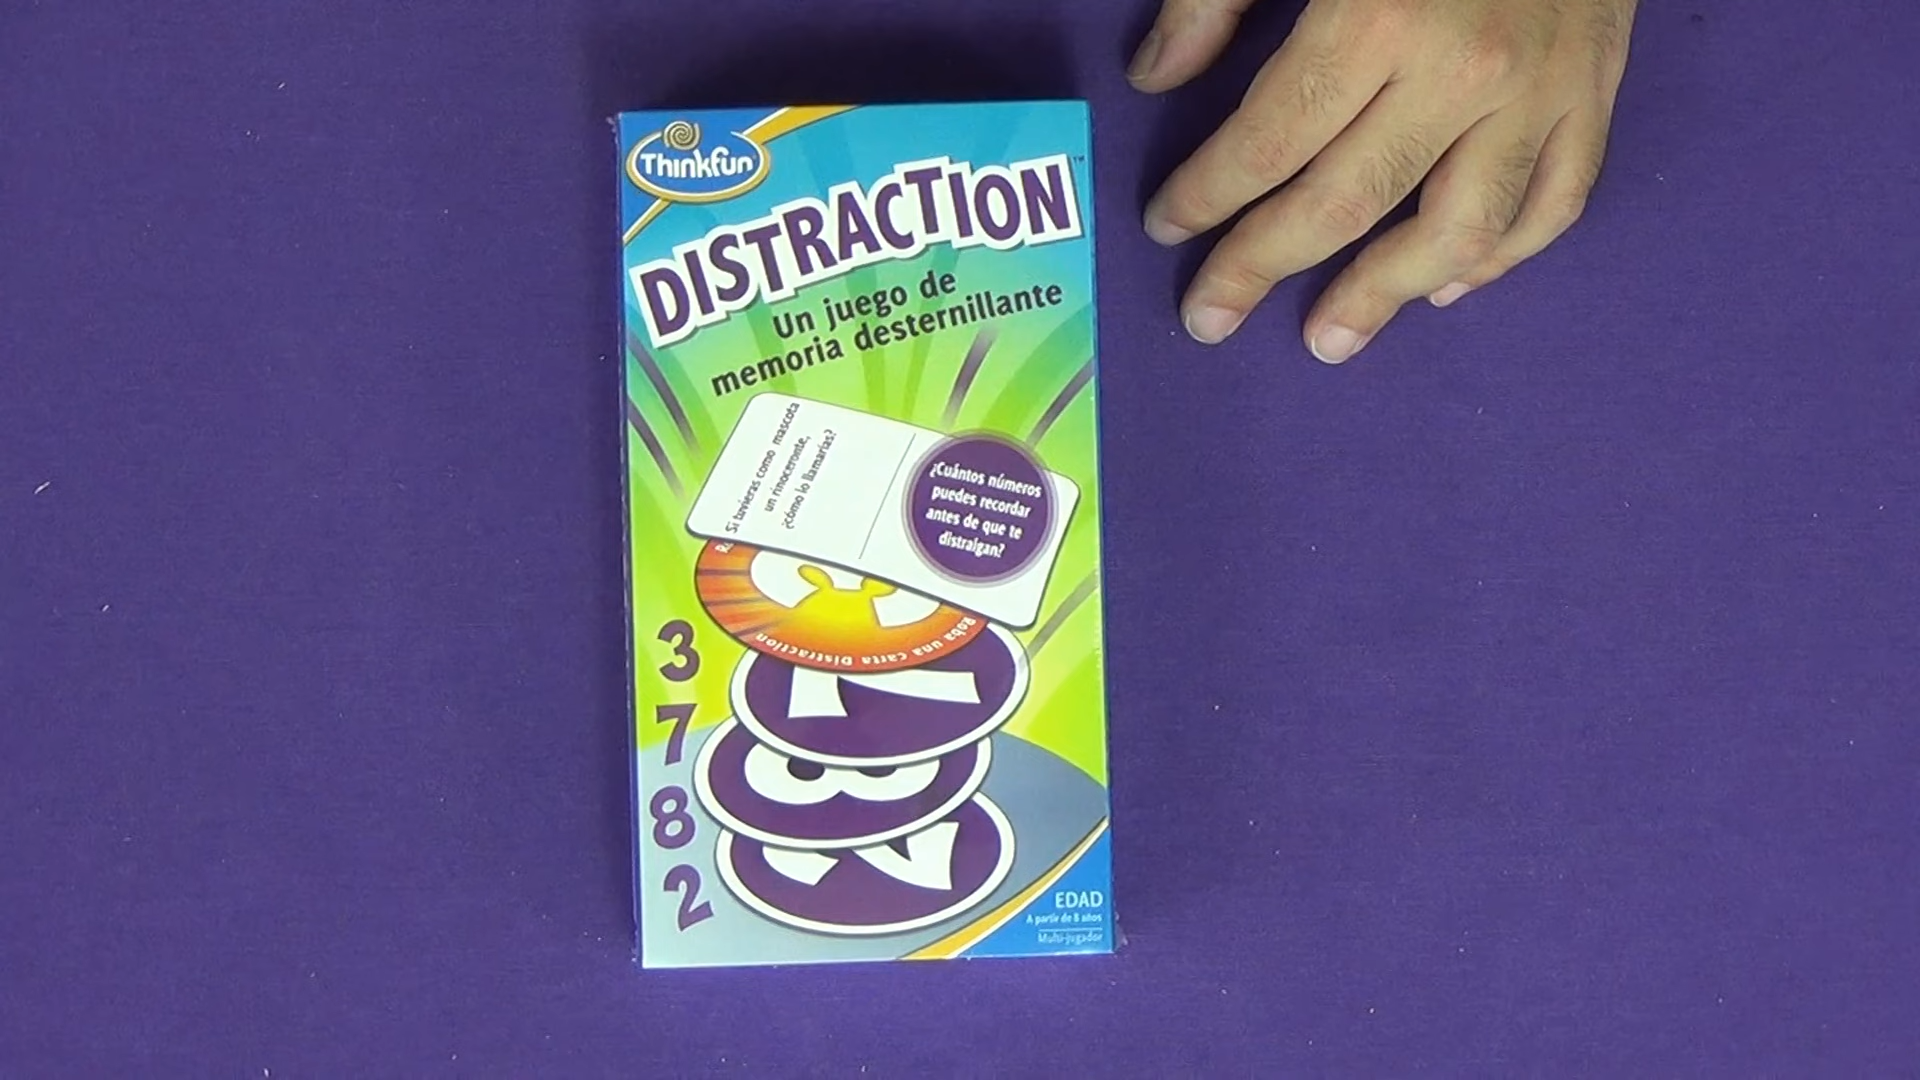 Thinkfun
DISTRACTION™
Un juego de
memoria desternillante
Si tuvieras como mascota
un rinoceronte,
¿cómo lo llamarías?
¿Cuántos números
puedes recordar
antes de que te
distraigan?
Roba una carta Distraction
3
7
8
2
EDAD
A partir de 8 años
Multi-jugador